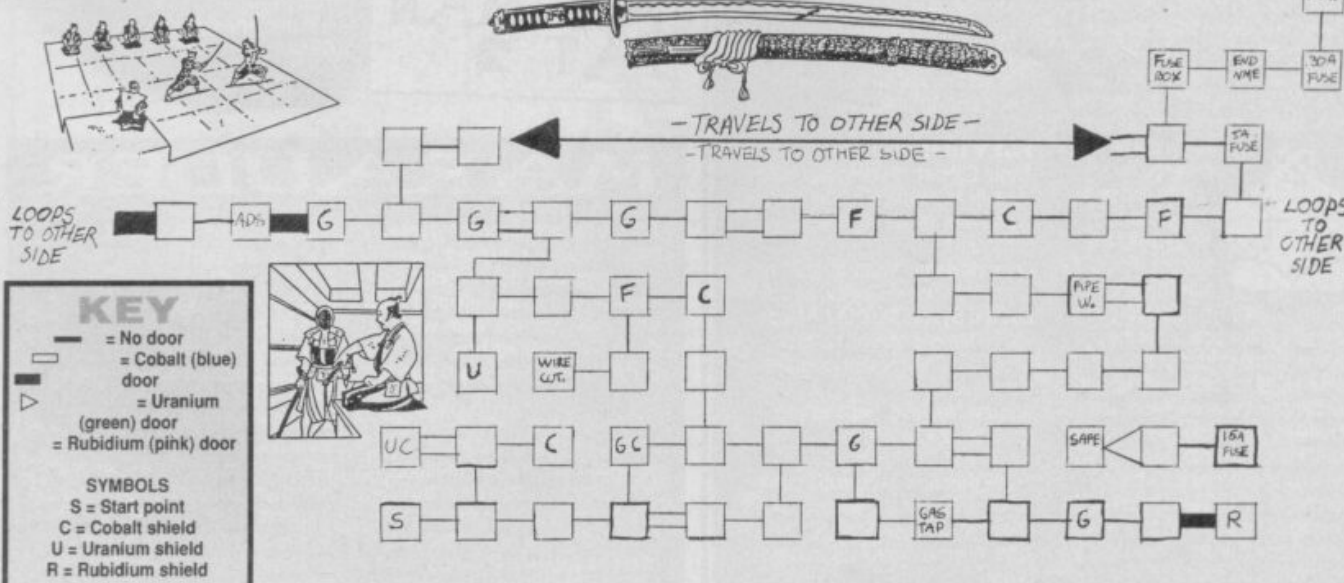 FUSE BOX
END NME
30A FUSE
- TRAVELS TO OTHER SIDE -
- TRAVELS TO OTHER SIDE -
5A FUSE
LOOPS TO OTHER SIDE
ADS
G
G
G
F
C
F
LOOPS TO OTHER SIDE
F
C
PIPE W.
U
WIRE CUT.
UC
C
GC
G
SAFE
15A FUSE
S
GAS TAP
G
R
KEY
= No door
= Cobalt (blue)
door
= Uranium
(green) door
= Rubidium (pink) door
SYMBOLS
S = Start point
C = Cobalt shield
U = Uranium shield
R = Rubidium shield